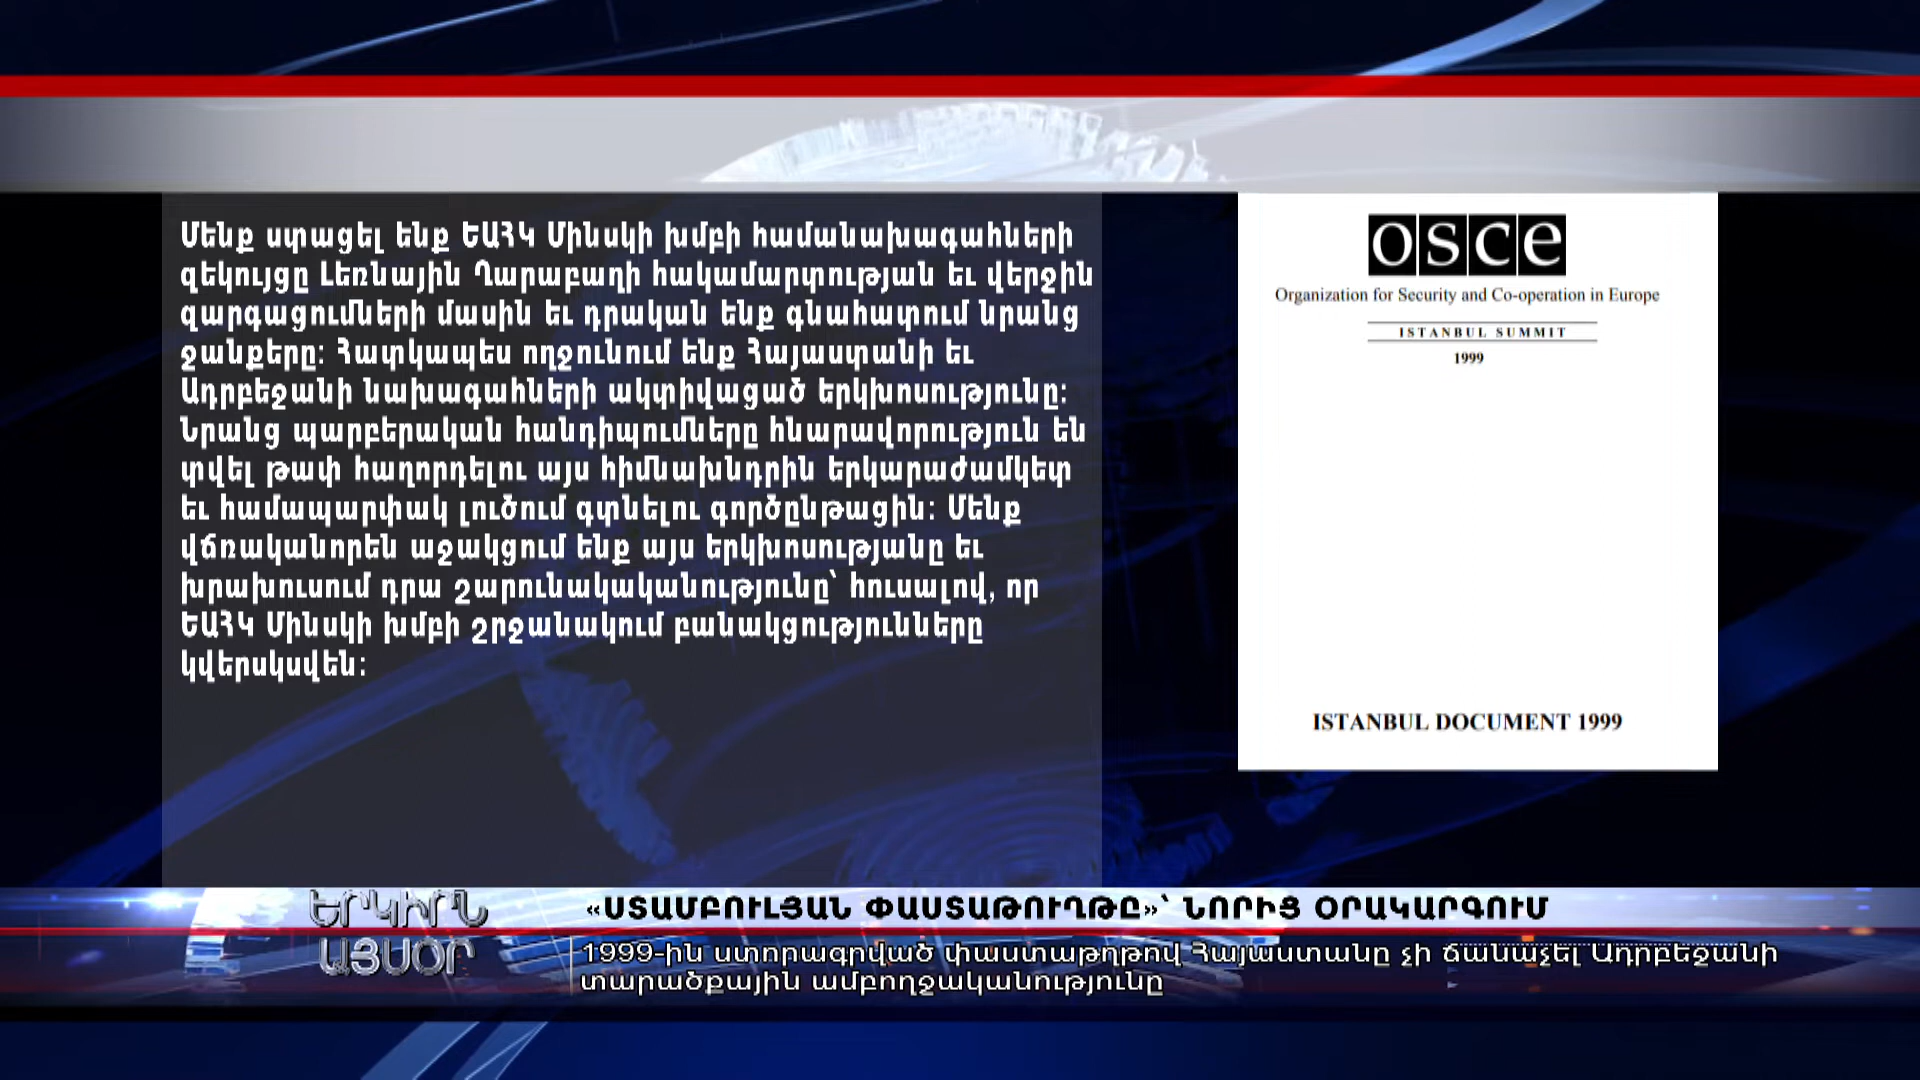 Մենք ստացել ենք ԵԱՀԿ Մինսկի խմբի համանախագահների
զեկույցը Լեռնային Ղարաբաղի հակամարտության եւ վերջին
զարգացումների մասին եւ դրական ենք գնահատում նրանց
ջանքերը: Հատկապես ողջունում ենք Հայաստանի եւ
Ադրբեջանի նախագահների ակտիվացած երկխոսությունը:
Նրանց պարբերական հանդիպումները հնարավորություն են
տվել թափ հաղորդելու այս հիմնախնդրին երկարաժամկետ
եւ համապարփակ լուծում գտնելու գործընթացին: Մենք
վճռականորեն աջակցում ենք այս երկխոսությանը եւ
խրախուսում դրա շարունակականությունը՝ հուսալով, որ
ԵԱՀԿ Մինսկի խմբի շրջանակում բանակցությունները
կվերսկսվեն:
osce
Organization for Security and Co-operation in Europe
ISTANBUL SUMMIT
1999
ISTANBUL DOCUMENT 1999
ԵՐԿԻՐՆ
ԱՅՍՕՐ
«ՍՏԱՄԲՈՒԼՅԱՆ ՓԱՍՏԱԹՈՒՂԹԸ»՝ ՆՈՐԻՑ ՕՐԱԿԱՐԳՈՒՄ
1999-ին ստորագրված փաստաթղթով Հայաստանը չի ճանաչել Ադրբեջանի
տարածքային ամբողջականությունը